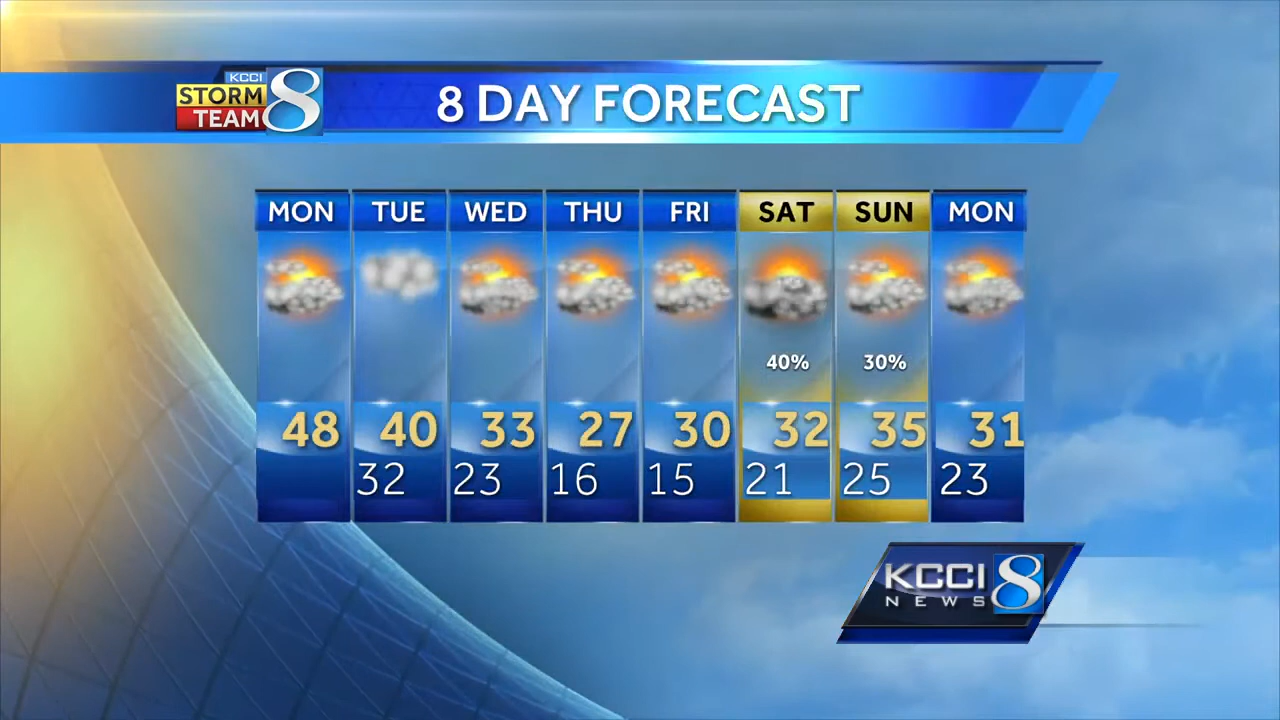 KCCI
STORM
TEAM 8
8 DAY FORECAST
MON TUE WED THU FRI SAT SUN MON
40% 30%
48 40 33 27 30 32 35 31
32 23 16 15 21 25 23
KCCI 8
NEWS